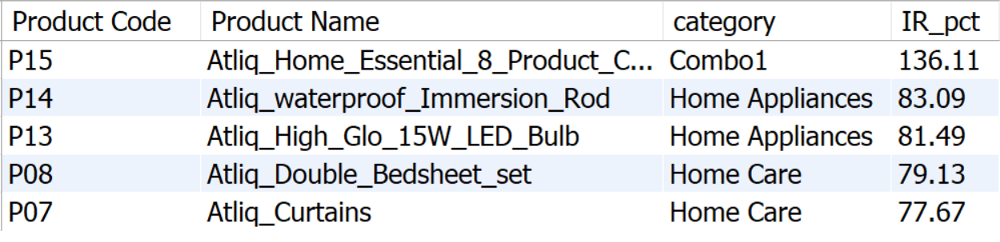 Product Code Product Name category IR_pct
P15 Atliq_Home_Essential_8_Product_C... Combo1 136.11
P14 Atliq_waterproof_Immersion_Rod Home Appliances 83.09
P13 Atliq_High_Glo_15W_LED_Bulb Home Appliances 81.49
P08 Atliq_Double_Bedsheet_set Home Care 79.13
P07 Atliq_Curtains Home Care 77.67